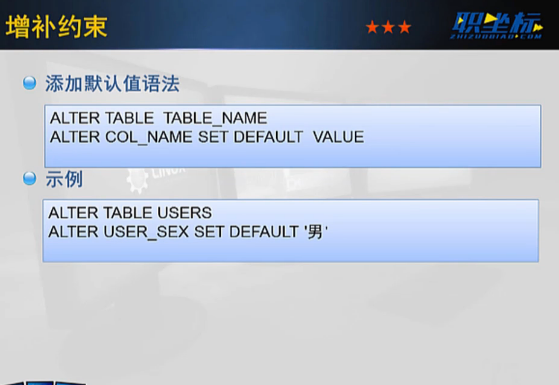 增补约束
★★★
职坐标
ZHIZUOBIAO.COM
添加默认值语法
ALTER TABLE TABLE_NAME
ALTER COL_NAME SET DEFAULT VALUE
LINUX
示例
ALTER TABLE USERS
ALTER USER_SEX SET DEFAULT '男'